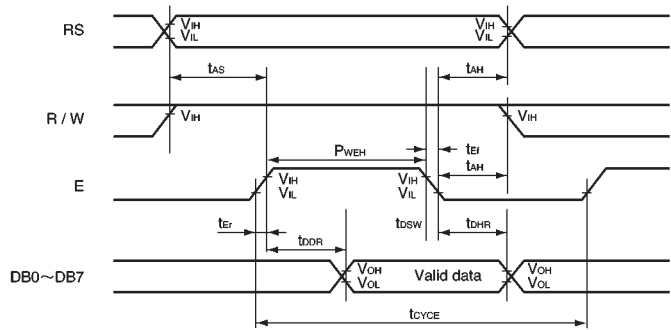 RS
VIH
VIL
VIH
VIL
tAS
tAH
R / W
VIH
VIH
PWEH
tEf
tAH
E
VIH
VIL
VIH
VIL
tEr
tDDR
tDSW
tDHR
DB0～DB7
VOH
VOL
Valid data
VOH
VOL
tCYCE